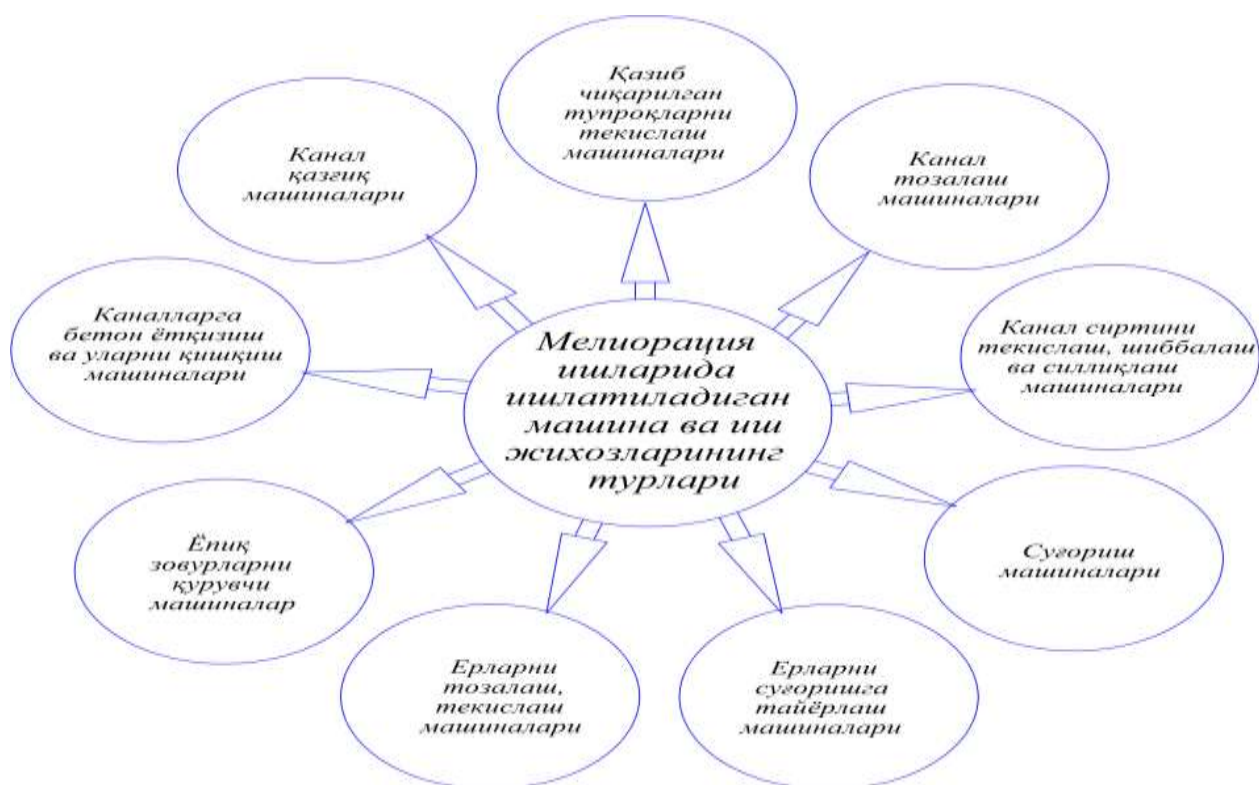 Қазиб
чиқарилган
тупроқларни
текислаш
машиналари
Канал
қазғиқ
машиналари
Канал
тозалаш
машиналари
Каналларга
бетон ётқизиш
ва уларни қишқиш
машиналари
Мелиорация
ишларида
ишлатиладиган
машина ва иш
жихозларининг
турлари
Канал сиртини
текислаш, шиббалаш
ва силлиқлаш
машиналари
Ёпиқ
зовурларни
қурувчи
машиналар
Суғориш
машиналари
Ерларни
тозалаш,
текислаш
машиналари
Ерларни
суғоришга
тайёрлаш
машиналари